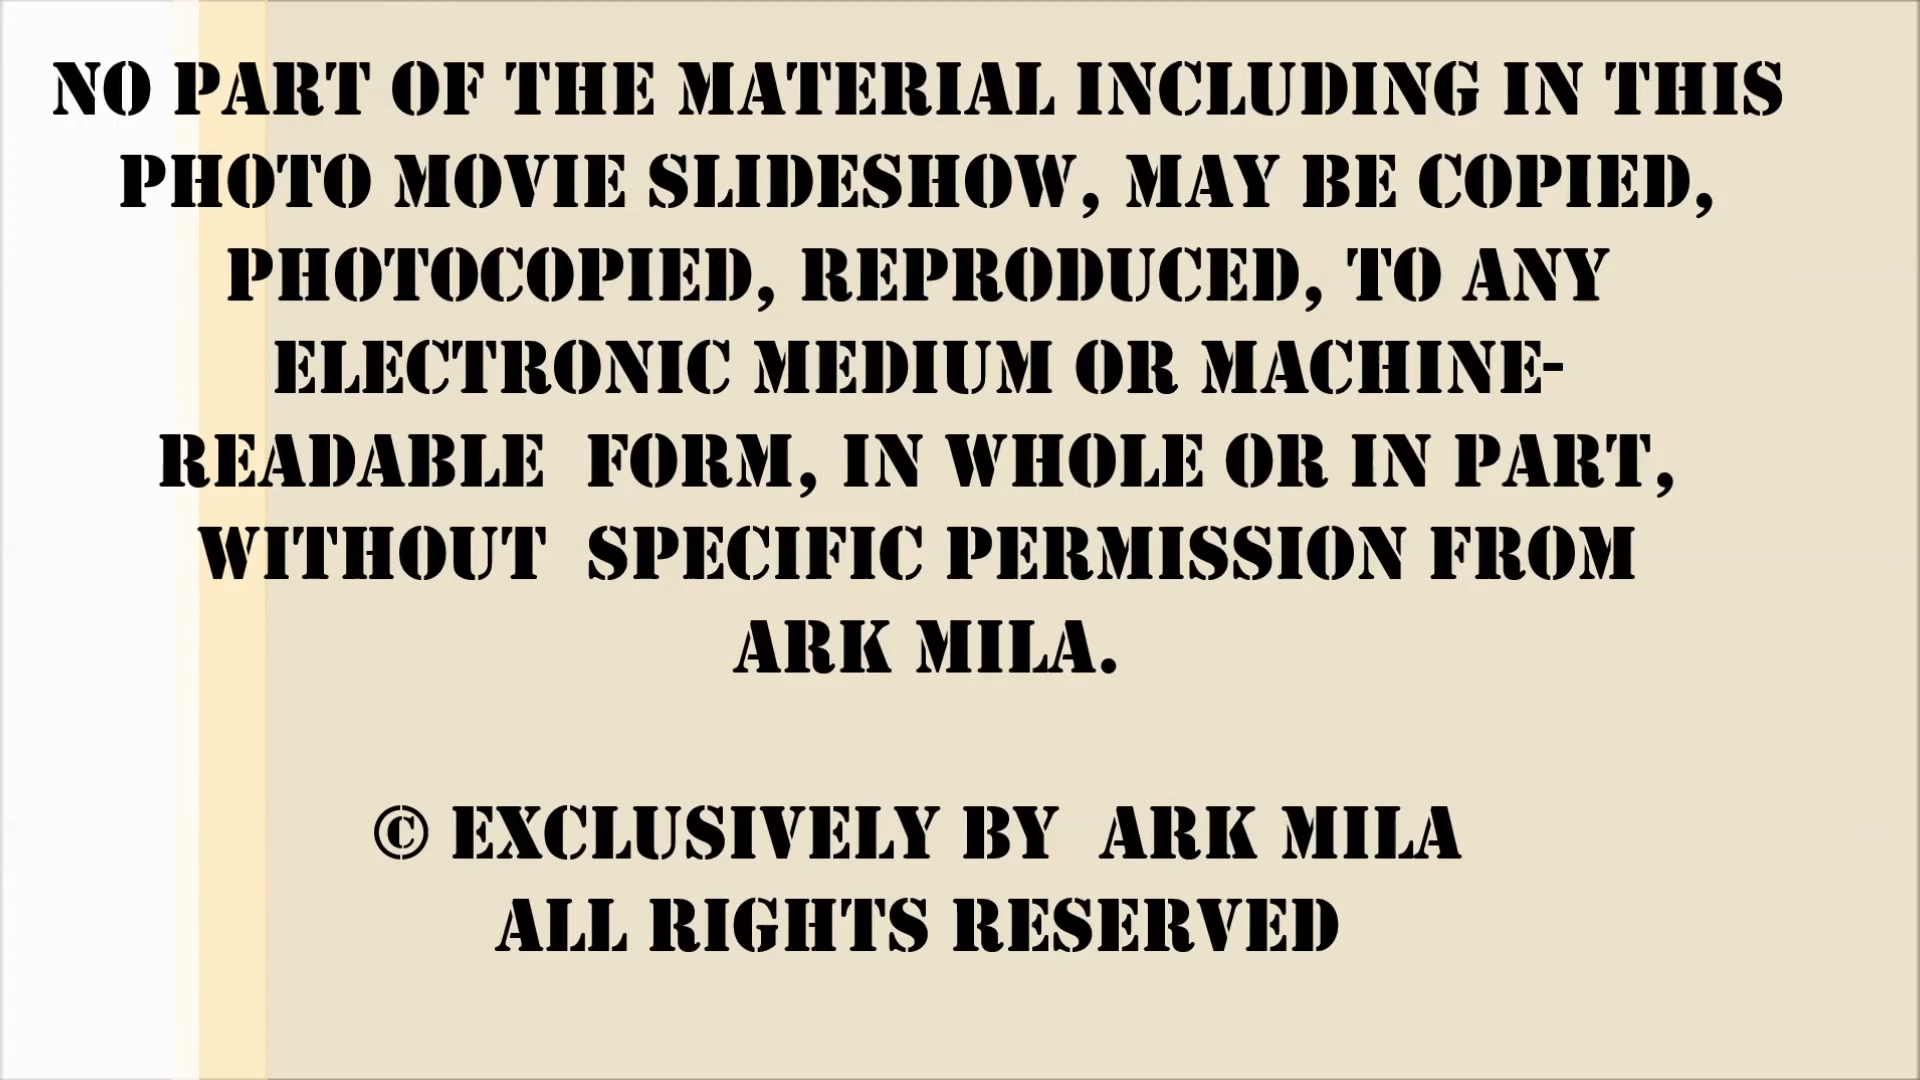 NO PART OF THE MATERIAL INCLUDING IN THIS
PHOTO MOVIE SLIDESHOW, MAY BE COPIED,
PHOTOCOPIED, REPRODUCED, TO ANY
ELECTRONIC MEDIUM OR MACHINE-
READABLE  FORM, IN WHOLE OR IN PART,
WITHOUT  SPECIFIC PERMISSION FROM
ARK MILA.
© EXCLUSIVELY BY  ARK MILA
ALL RIGHTS RESERVED